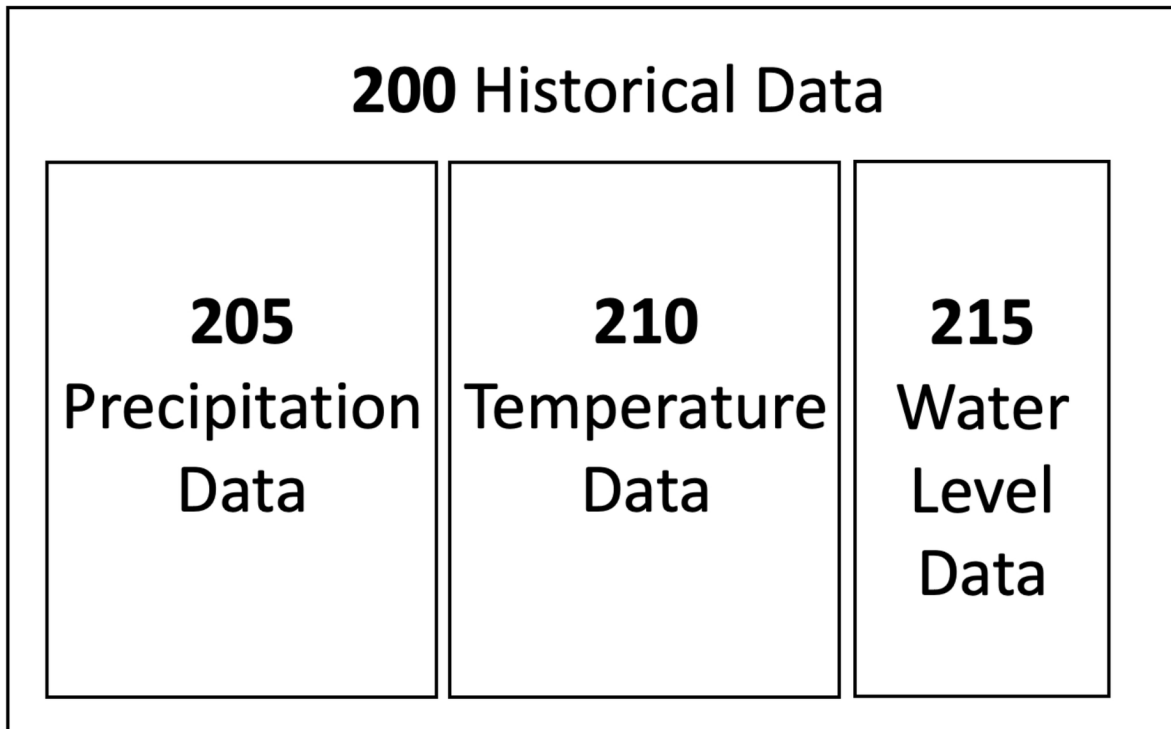 200 Historical Data
205
Precipitation
Data
210
Temperature
Data
215
Water
Level
Data